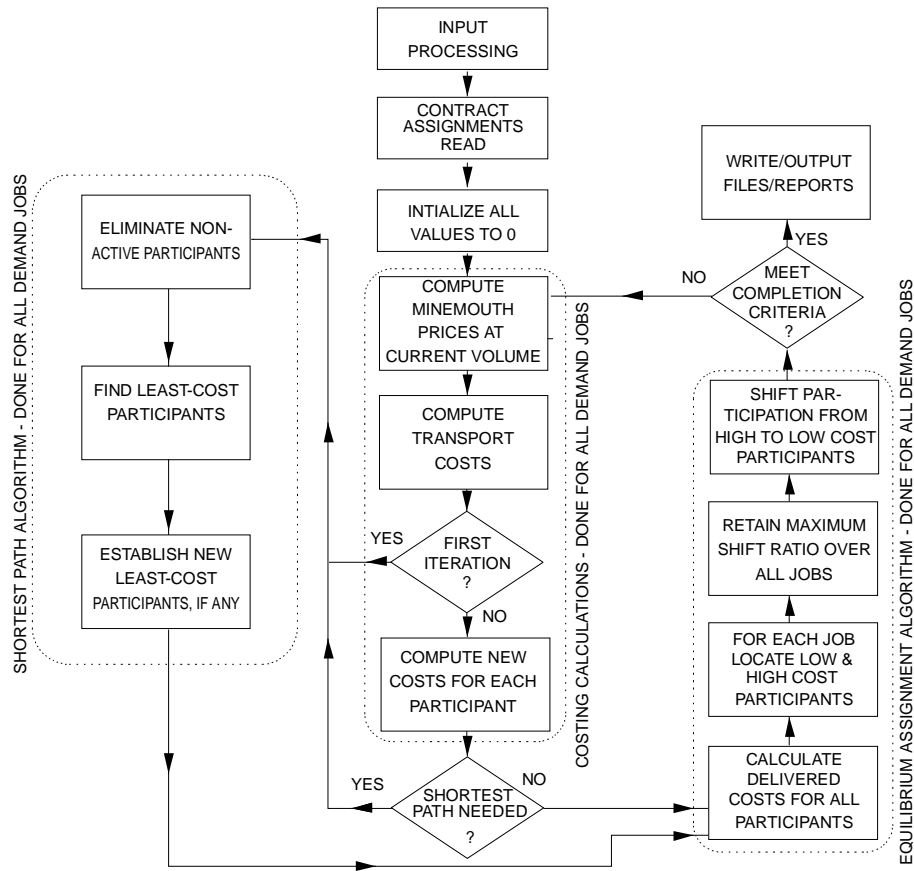 INPUT
PROCESSING
CONTRACT
ASSIGNMENTS
READ
INTIALIZE ALL
VALUES TO 0
COMPUTE
MINEMOUTH
PRICES AT
CURRENT VOLUME
COMPUTE
TRANSPORT
COSTS
YES
FIRST
ITERATION
?
NO
COMPUTE NEW
COSTS FOR EACH
PARTICIPANT
YES
SHORTEST
PATH NEEDED
?
NO
COSTING CALCULATIONS - DONE FOR ALL DEMAND JOBS
SHORTEST PATH ALGORITHM - DONE FOR ALL DEMAND JOBS
ELIMINATE NON-
ACTIVE PARTICIPANTS
FIND LEAST-COST
PARTICIPANTS
ESTABLISH NEW
LEAST-COST
PARTICIPANTS, IF ANY
WRITE/OUTPUT
FILES/REPORTS
YES
NO
MEET
COMPLETION
CRITERIA
?
SHIFT PAR-
TICIPATION FROM
HIGH TO LOW COST
PARTICIPANTS
RETAIN MAXIMUM
SHIFT RATIO OVER
ALL JOBS
FOR EACH JOB
LOCATE LOW &
HIGH COST
PARTICIPANTS
CALCULATE
DELIVERED
COSTS FOR ALL
PARTICIPANTS
EQUILIBRIUM ASSIGNMENT ALGORITHM - DONE FOR ALL DEMAND JOBS